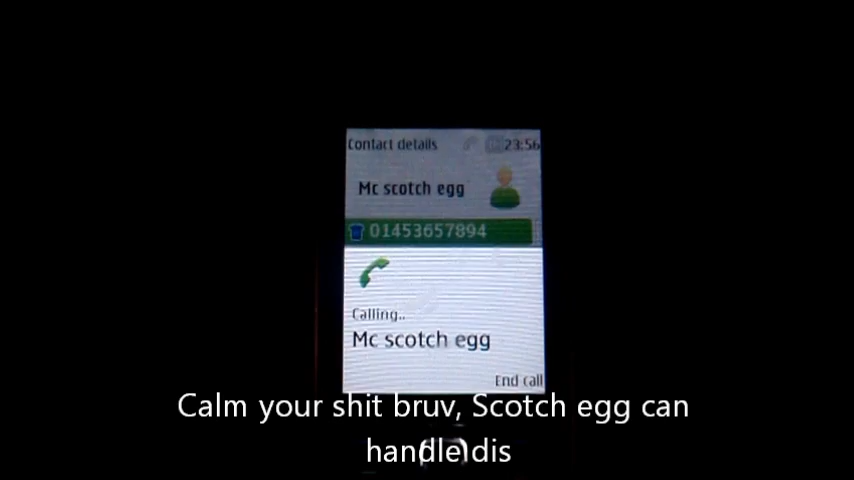 Contact details 23:56
Mc scotch egg
01453657894
Calling..
Mc scotch egg
End call
Calm your shit bruv, Scotch egg can
handle dis